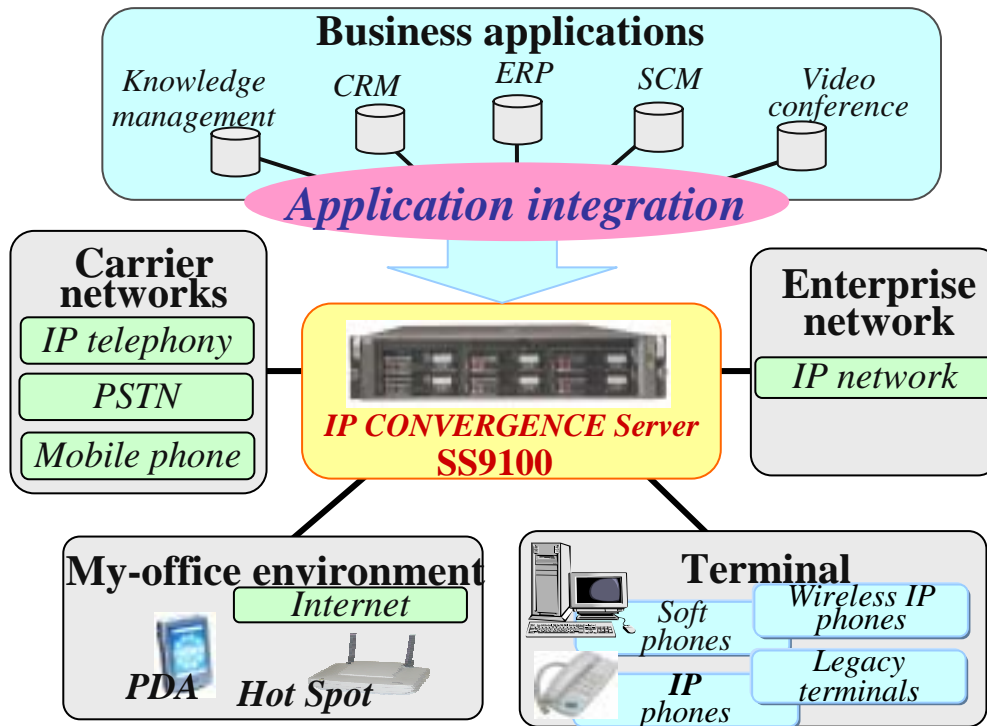 Business applications
Knowledge
management
CRM
ERP
SCM
Video
conference
Application integration
Carrier
networks
IP telephony
PSTN
Mobile phone
IP CONVERGENCE Server
SS9100
Enterprise
network
IP network
My-office environment
Internet
PDA
Hot Spot
Terminal
Soft
phones
Wireless IP
phones
IP
phones
Legacy
terminals